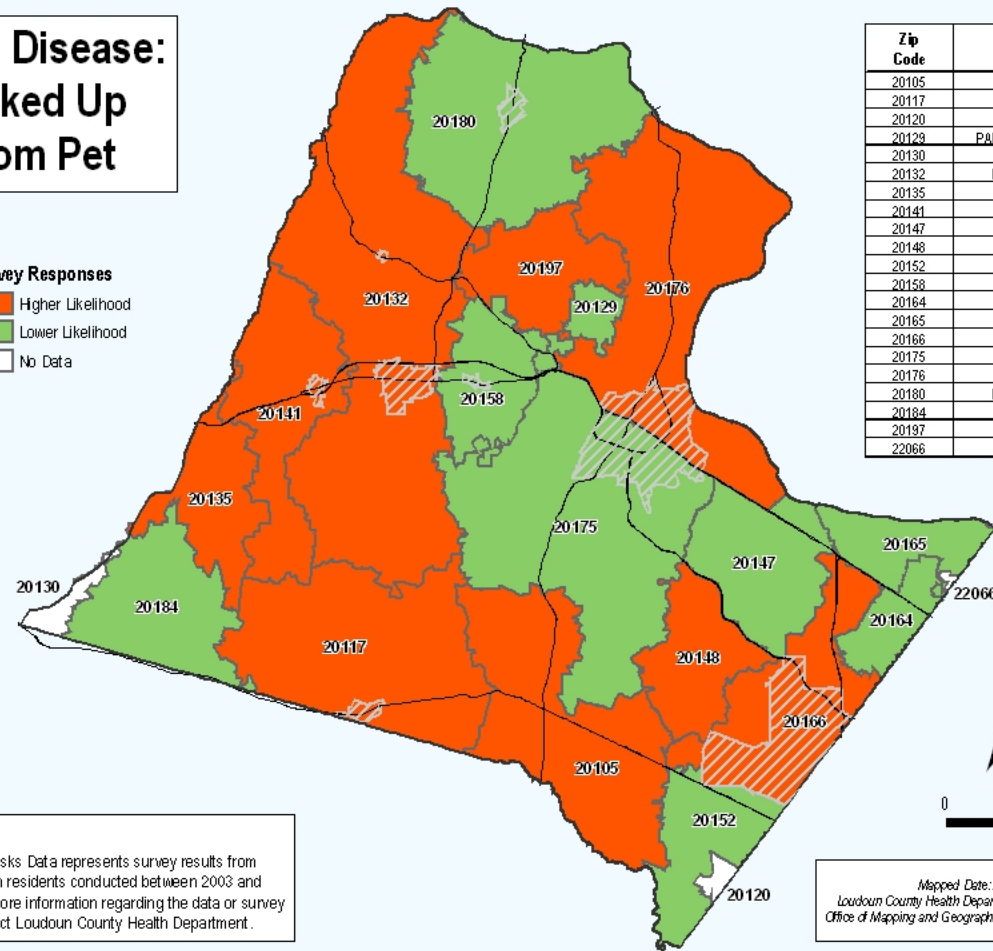 Disease:
ked Up
om Pet
vey Responses
Higher Likelihood
Lower Likelihood
No Data
Zip
Code
20105
20117
20120
20129
20130
20132
20135
20141
20147
20148
20152
20158
20164
20165
20166
20175
20176
20180
20184
20197
22066
20180
20197
20176
20132
20129
20158
20141
20135
20175
20130
20184
20147
20165
22066
20164
20117
20148
20166
20105
20152
20120
0
sks Data represents survey results from
n residents conducted between 2003 and
ore information regarding the data or survey
ct Loudoun County Health Department.
Mapped Date:
Loudoun County Health Depar
Office of Mapping and Geograph